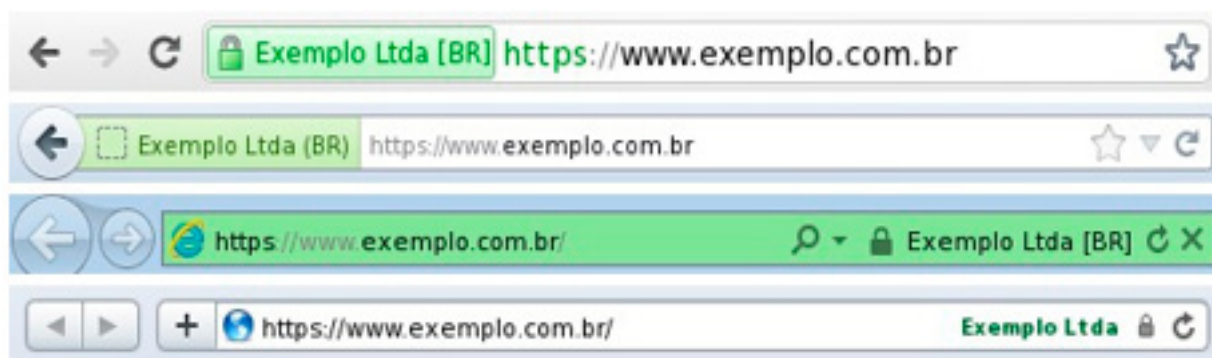 Exemplo Ltda [BR] https://www.exemplo.com.br
Exemplo Ltda (BR) https://www.exemplo.com.br
https://www.exemplo.com.br/ Exemplo Ltda [BR]
https://www.exemplo.com.br/ Exemplo Ltda